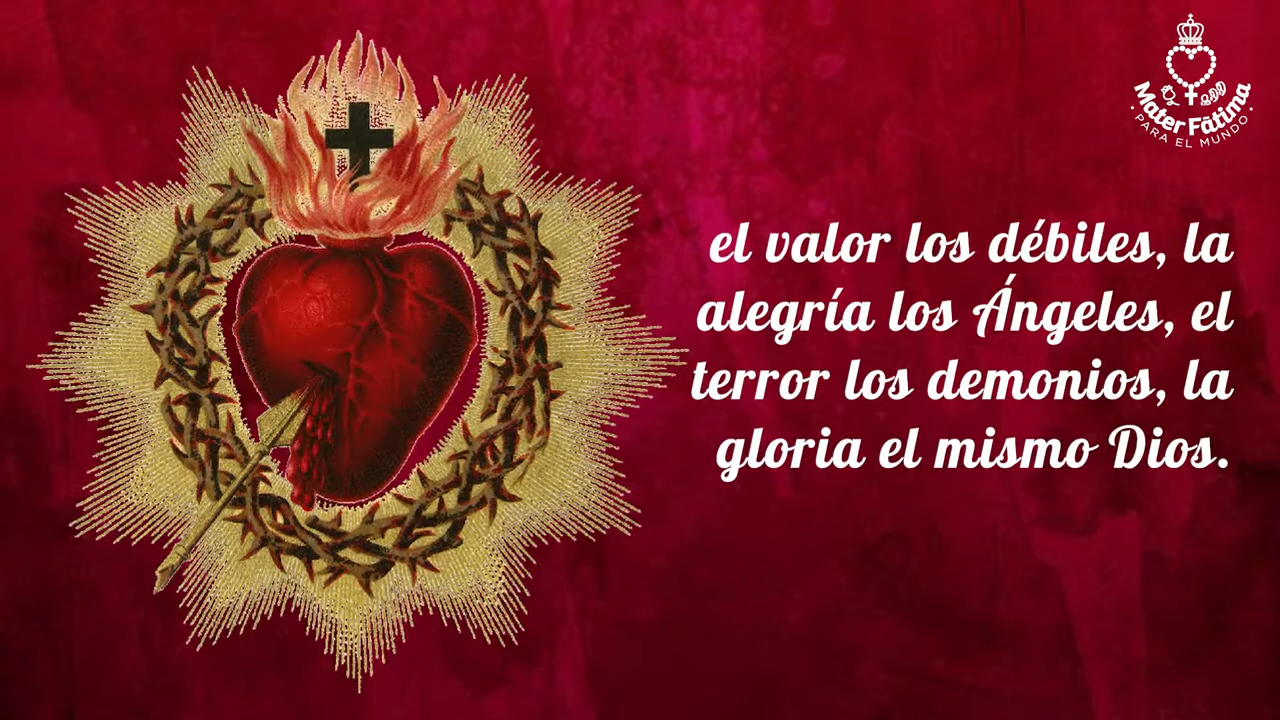 Mater Fātima
· PARA EL MUNDO ·
el valor los débiles, la
alegría los Ángeles, el
terror los demonios, la
gloria el mismo Dios.